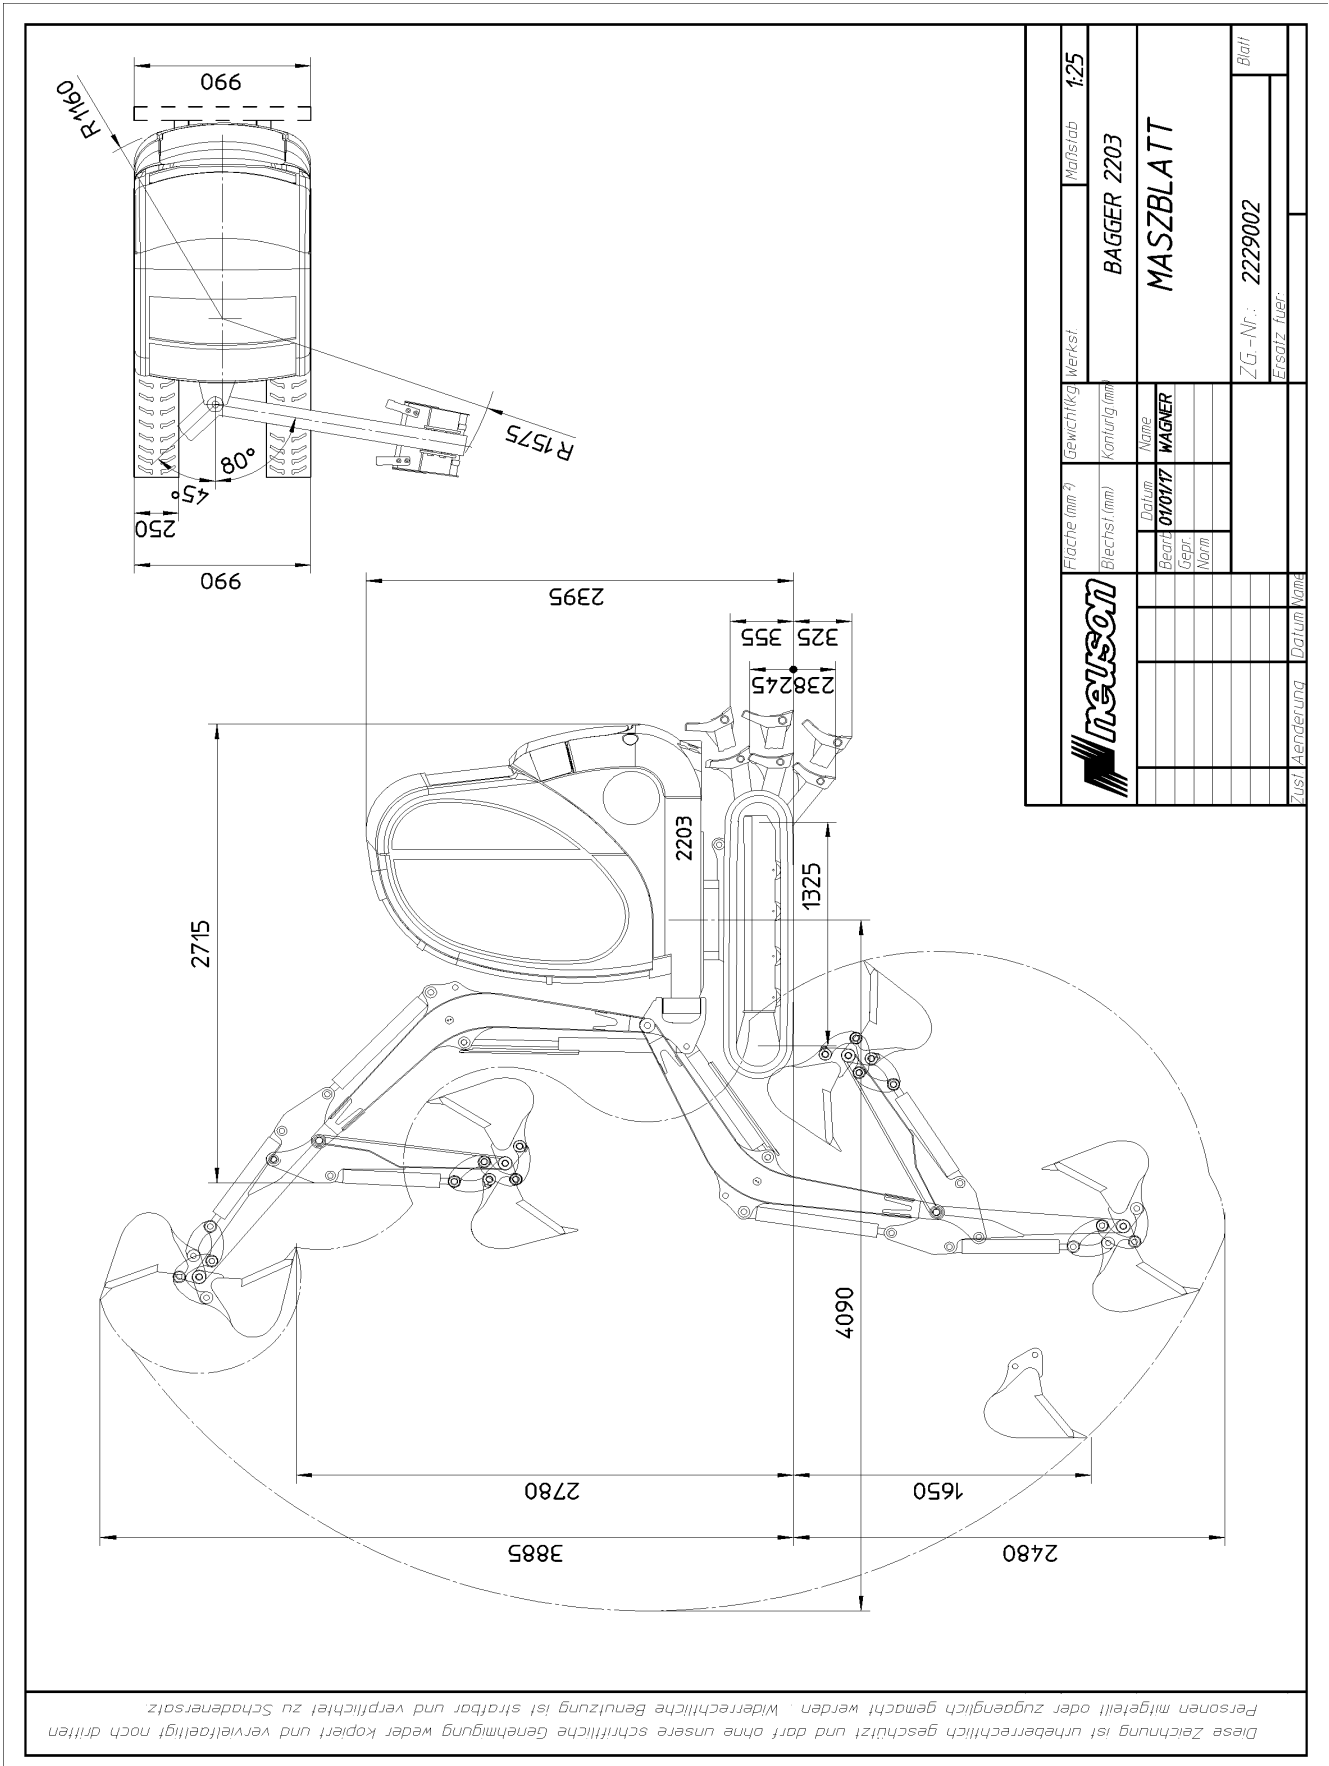 990
R1160
R1575
45°
80°
250
990
2395
355
325
245
238
2715
2203
1325
4090
2780
1650
3885
2480
neuson
Fläche (mm²)
Gewicht(kg)
Werkst.
Maßstab 1:25
Blechst.(mm)
Konturlg(mm)
BAGGER 2203
Datum
Name
MASZBLATT
Bearb. 01/01/17 WAGNER
Gepr.
Norm
ZG.-Nr.: 2229002
Blatt
Ersatz fuer:
Zust. Aenderung Datum Name
Diese Zeichnung ist urheberrechtlich geschützt und darf ohne unsere schriftliche Genehmigung weder kopiert und vervielfaeltigt noch dritten
Personen mitgeteilt oder zugaenglich gemacht werden . Widerrechtliche Benutzung ist strafbar und verpflichtet zu Schadenersatz.